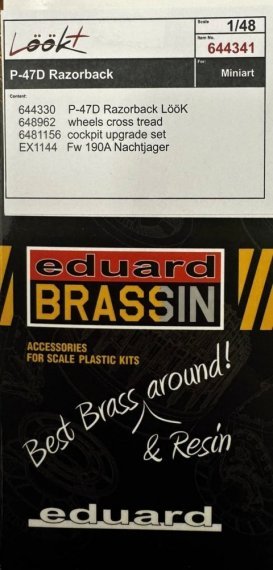 LööK+
Scale
1/48
Item No.
644341
P-47D Razorback
For:
Miniart
Content:
644330 P-47D Razorback LööK
648962 wheels cross tread
6481156 cockpit upgrade set
EX1144 Fw 190A Nachtjager
eduard
BRASSIN
ACCESSORIES
FOR SCALE PLASTIC KITS
Best Brass around!
& Resin
eduard